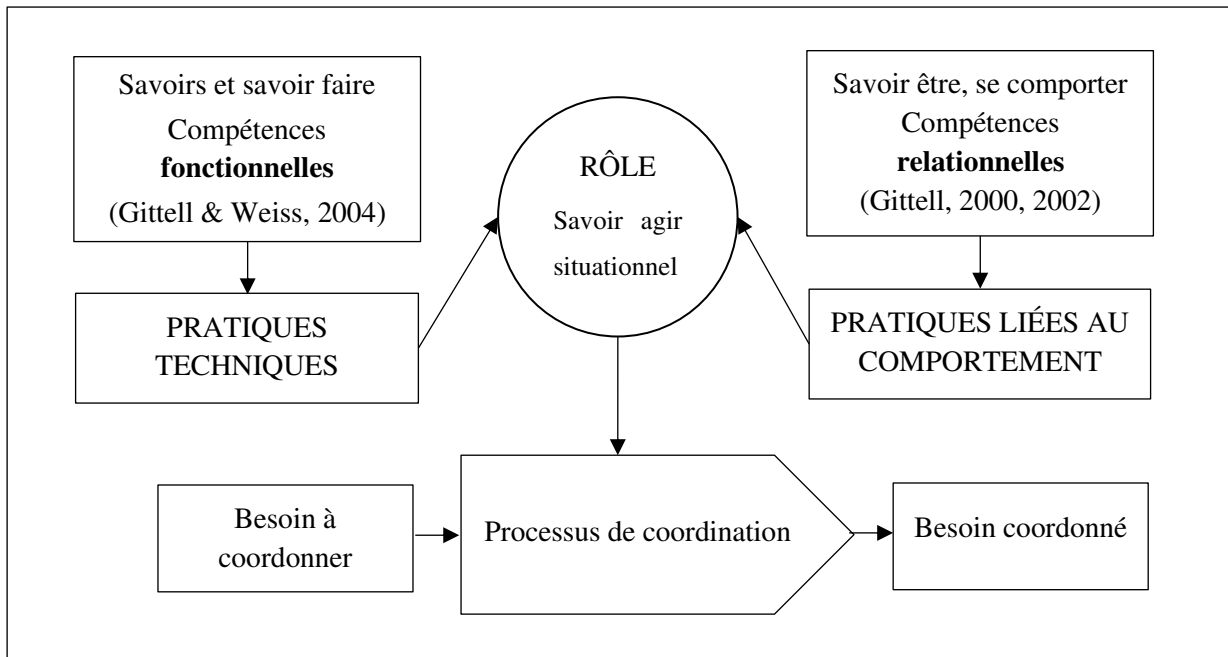 Savoirs et savoir faire
Compétences
fonctionnelles
(Gittell & Weiss, 2004)
PRATIQUES
TECHNIQUES
RÔLE
Savoir agir
situationnel
Savoir être, se comporter
Compétences
relationnelles
(Gittell, 2000, 2002)
PRATIQUES LIÉES AU
COMPORTEMENT
Besoin à
coordonner
Processus de coordination
Besoin coordonné